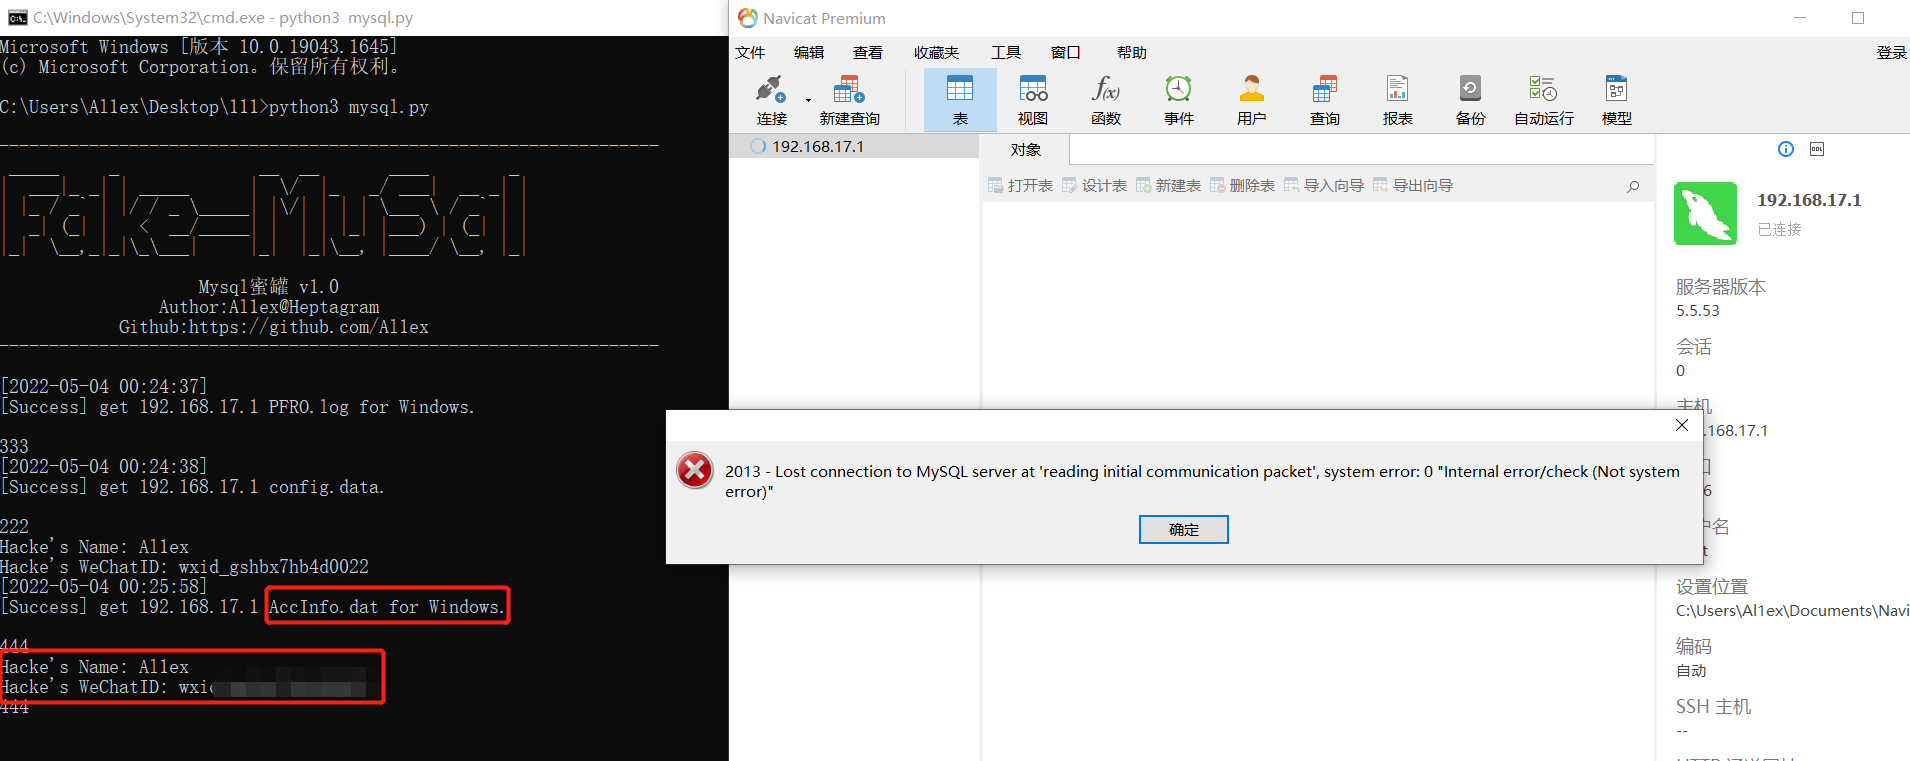 C:\Windows\System32\cmd.exe - python3  mysql.py
Microsoft Windows [版本 10.0.19043.1645]
(c) Microsoft Corporation。保留所有权利。
C:\Users\Allex\Desktop\111>python3 mysql.py
Mysql蜜罐 v1.0
Author:Allex@Heptagram
Github:https://github.com/Allex
[2022-05-04 00:24:37]
[Success] get 192.168.17.1 PFRO.log for Windows.
333
[2022-05-04 00:24:38]
[Success] get 192.168.17.1 config.data.
222
Hacke's Name: Allex
Hacke's WeChatID: wxid_gshbx7hb4d0022
[2022-05-04 00:25:58]
[Success] get 192.168.17.1 AccInfo.dat for Windows.
444
Hacke's Name: Allex
Hacke's WeChatID: wxid
444
Navicat Premium
文件 编辑 查看 收藏夹 工具 窗口 帮助 登录
连接 新建查询 表 视图 函数 事件 用户 查询 报表 备份 自动运行 模型
192.168.17.1 对象
打开表 设计表 新建表 删除表 导入向导 导出向导
192.168.17.1
已连接
服务器版本
5.5.53
会话
0
主机
.168.17.1
6
户名
t
设置位置
C:\Users\Al1ex\Documents\Navi
编码
自动
SSH 主机
--
2013 - Lost connection to MySQL server at 'reading initial communication packet', system error: 0 "Internal error/check (Not system
error)"
确定